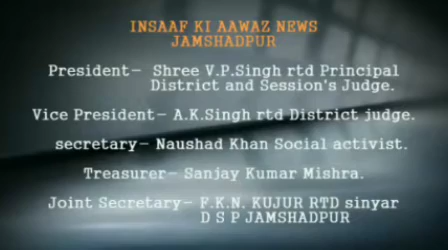 INSAAF KI AAWAZ NEWS
JAMSHADPUR
President- Shree V.P.Singh rtd Principal
District and Session's Judge.
Vice President- A.K.Singh rtd District judge.
secretary- Naushad Khan Social activist.
Treasurer- Sanjay Kumar Mishra.
Joint Secretary- F.K.N. KUJUR RTD sinyar
D S P JAMSHADPUR